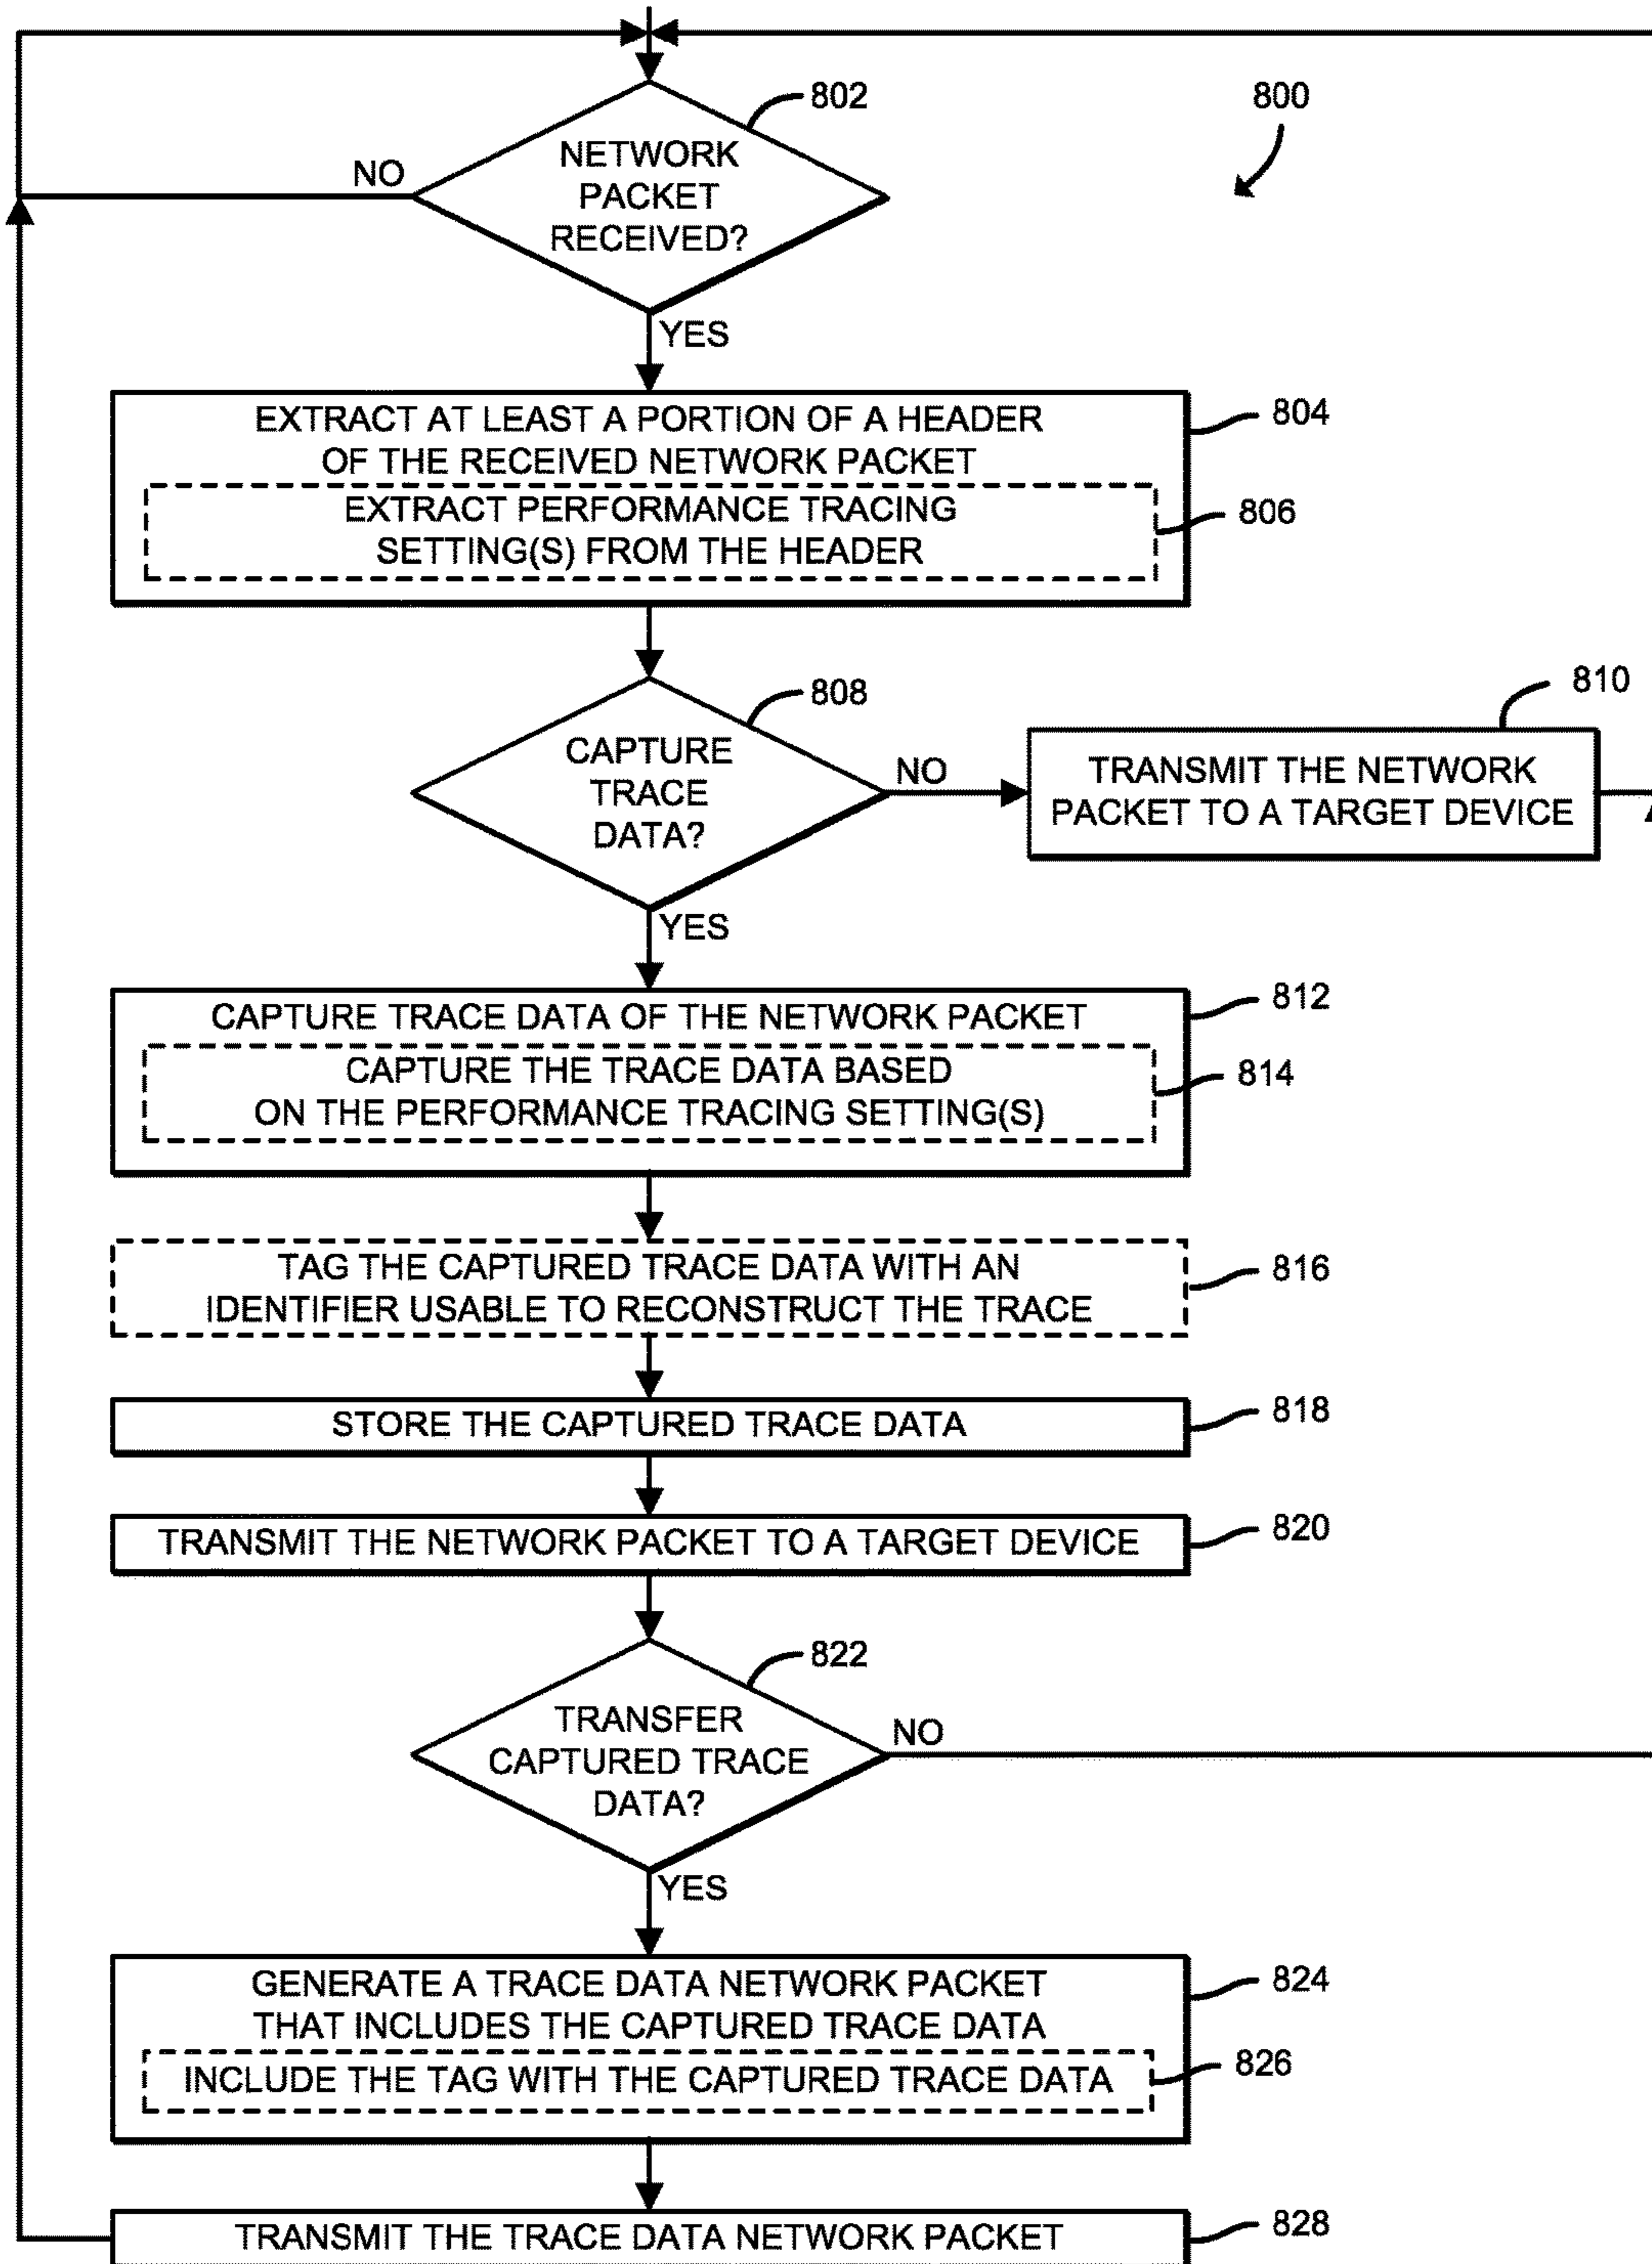 802
800
NETWORK
PACKET
RECEIVED?
NO
YES
EXTRACT AT LEAST A PORTION OF A HEADER
OF THE RECEIVED NETWORK PACKET
804
EXTRACT PERFORMANCE TRACING
SETTING(S) FROM THE HEADER
806
808
CAPTURE
TRACE
DATA?
NO
810
TRANSMIT THE NETWORK
PACKET TO A TARGET DEVICE
YES
CAPTURE TRACE DATA OF THE NETWORK PACKET
812
CAPTURE THE TRACE DATA BASED
ON THE PERFORMANCE TRACING SETTING(S)
814
TAG THE CAPTURED TRACE DATA WITH AN
IDENTIFIER USABLE TO RECONSTRUCT THE TRACE
816
STORE THE CAPTURED TRACE DATA
818
TRANSMIT THE NETWORK PACKET TO A TARGET DEVICE
820
822
TRANSFER
CAPTURED TRACE
DATA?
NO
YES
GENERATE A TRACE DATA NETWORK PACKET
THAT INCLUDES THE CAPTURED TRACE DATA
824
INCLUDE THE TAG WITH THE CAPTURED TRACE DATA
826
TRANSMIT THE TRACE DATA NETWORK PACKET
828